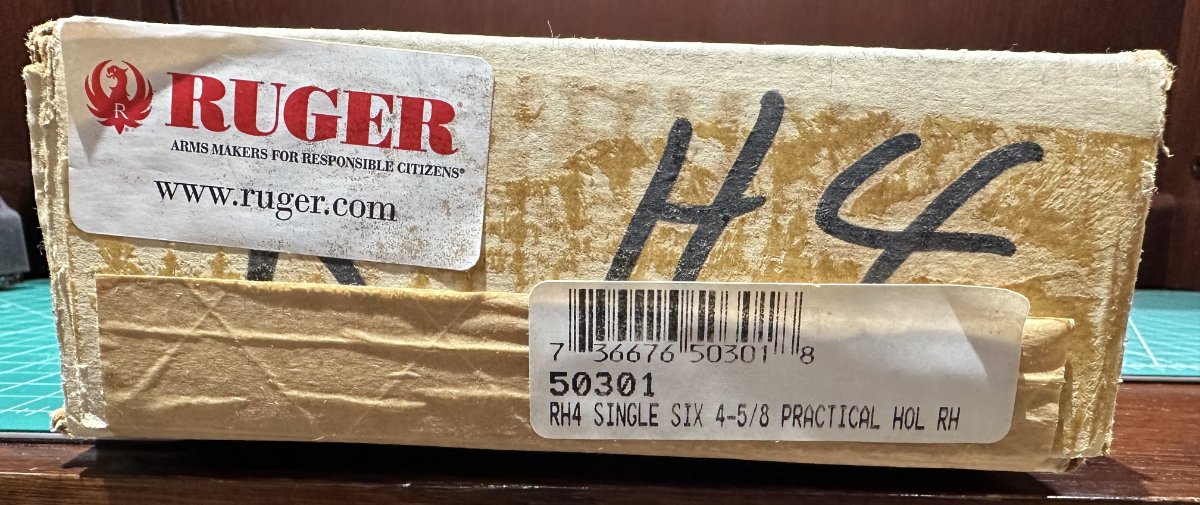 RUGER
ARMS MAKERS FOR RESPONSIBLE CITIZENS®
www.ruger.com
R
H4
7 36676 50301 8
50301
RH4 SINGLE SIX 4-5/8 PRACTICAL HOL RH